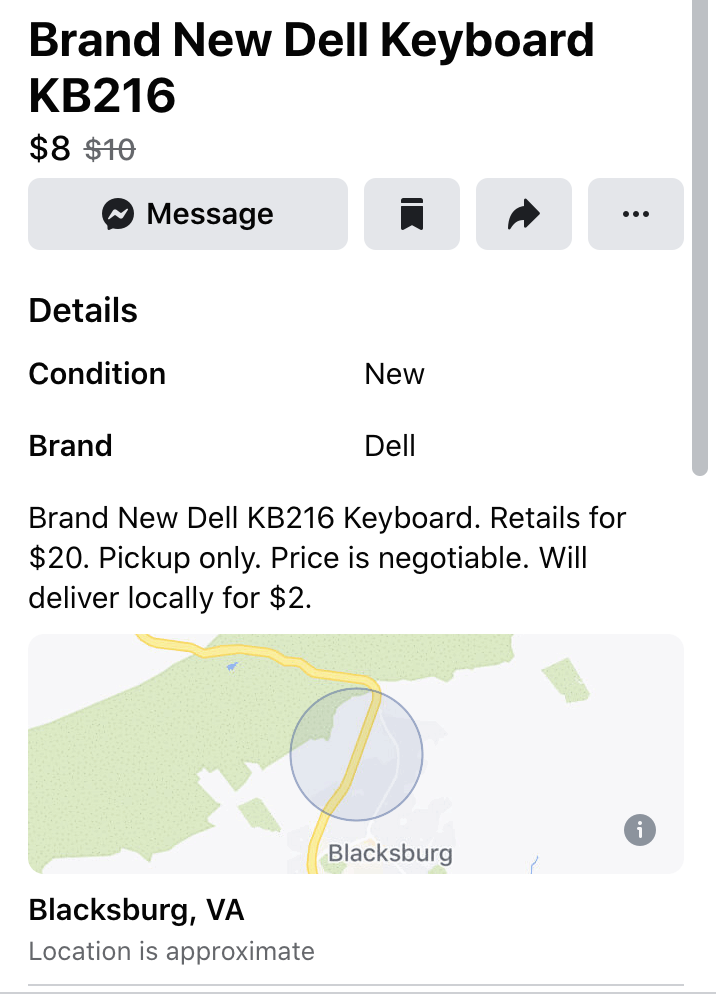 Brand New Dell Keyboard
KB216
$8 $10
Message
Details
Condition New
Brand Dell
Brand New Dell KB216 Keyboard. Retails for
$20. Pickup only. Price is negotiable. Will
deliver locally for $2.
Blacksburg
Blacksburg, VA
Location is approximate